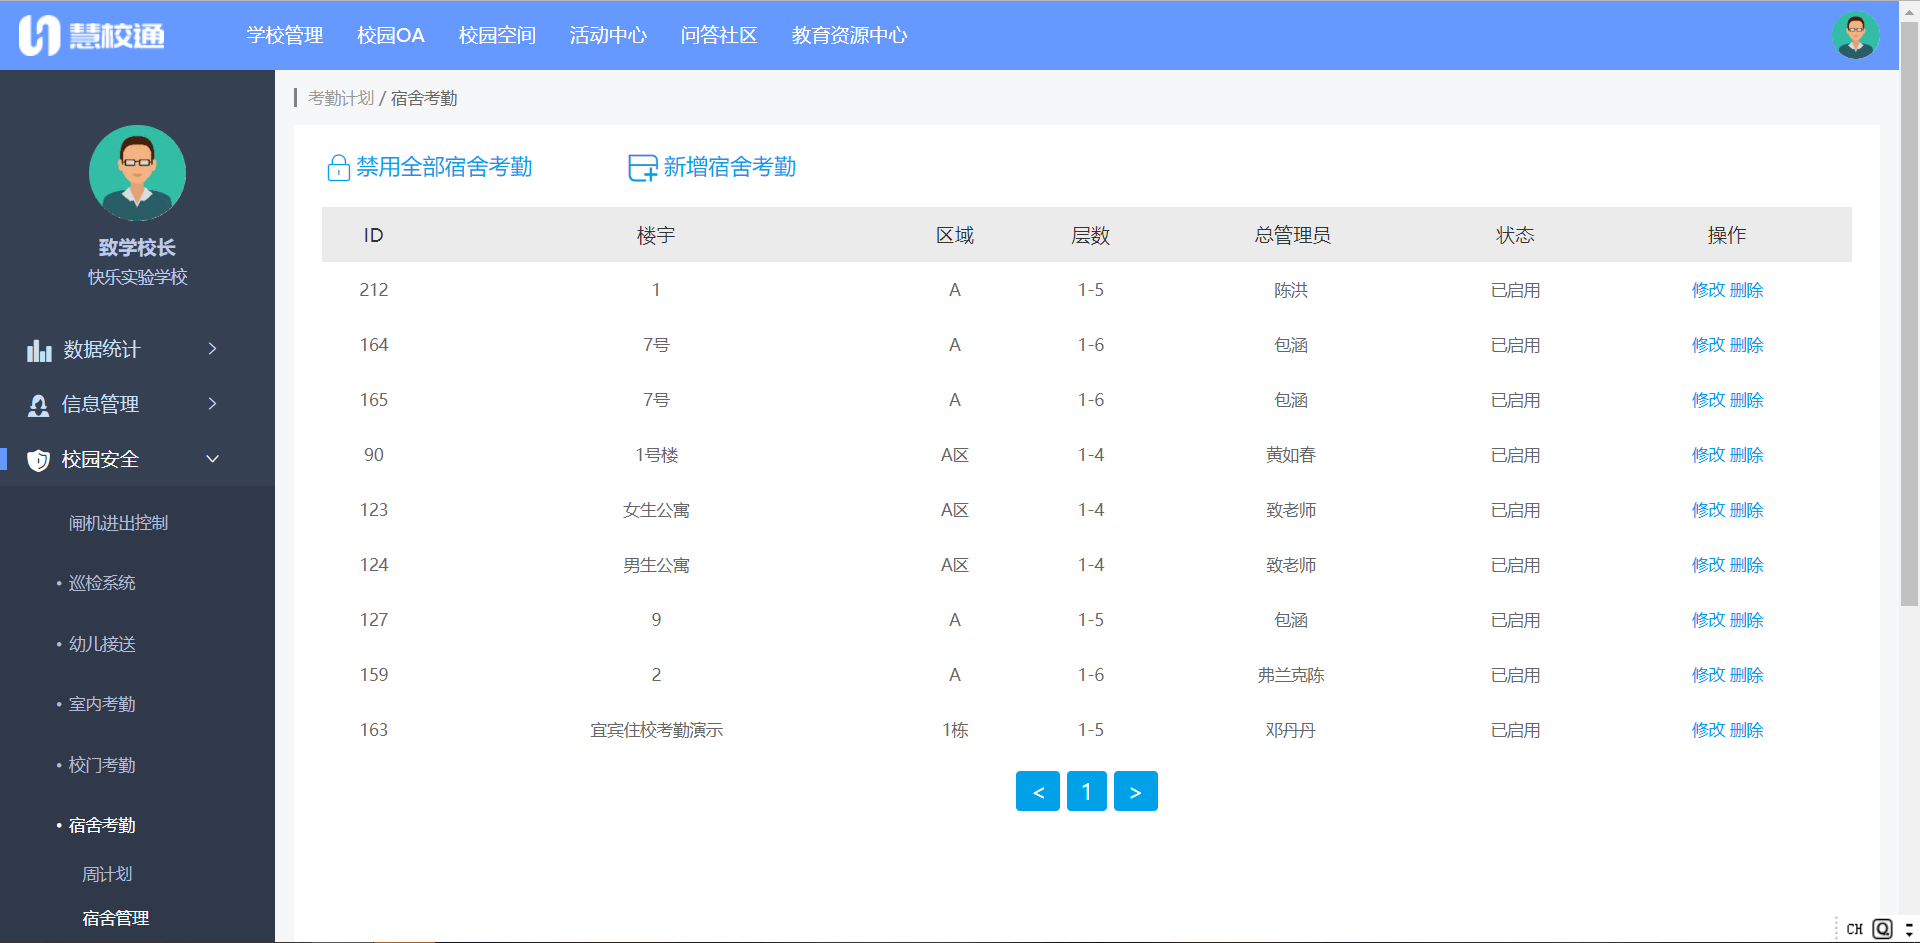 慧校通
学校管理 校园OA 校园空间 活动中心 问答社区 教育资源中心
考勤计划 / 宿舍考勤
致学校长
快乐实验学校
数据统计
信息管理
校园安全
闸机进出控制
• 巡检系统
• 幼儿接送
• 室内考勤
• 校门考勤
• 宿舍考勤
周计划
宿舍管理
禁用全部宿舍考勤 新增宿舍考勤
ID 楼宇 区域 层数 总管理员 状态 操作
212 1 A 1-5 陈洪 已启用 修改 删除
164 7号 A 1-6 包涵 已启用 修改 删除
165 7号 A 1-6 包涵 已启用 修改 删除
90 1号楼 A区 1-4 黄如春 已启用 修改 删除
123 女生公寓 A区 1-4 致老师 已启用 修改 删除
124 男生公寓 A区 1-4 致老师 已启用 修改 删除
127 9 A 1-5 包涵 已启用 修改 删除
159 2 A 1-6 弗兰克陈 已启用 修改 删除
163 宜宾住校考勤演示 1栋 1-5 邓丹丹 已启用 修改 删除
< 1 >
CH